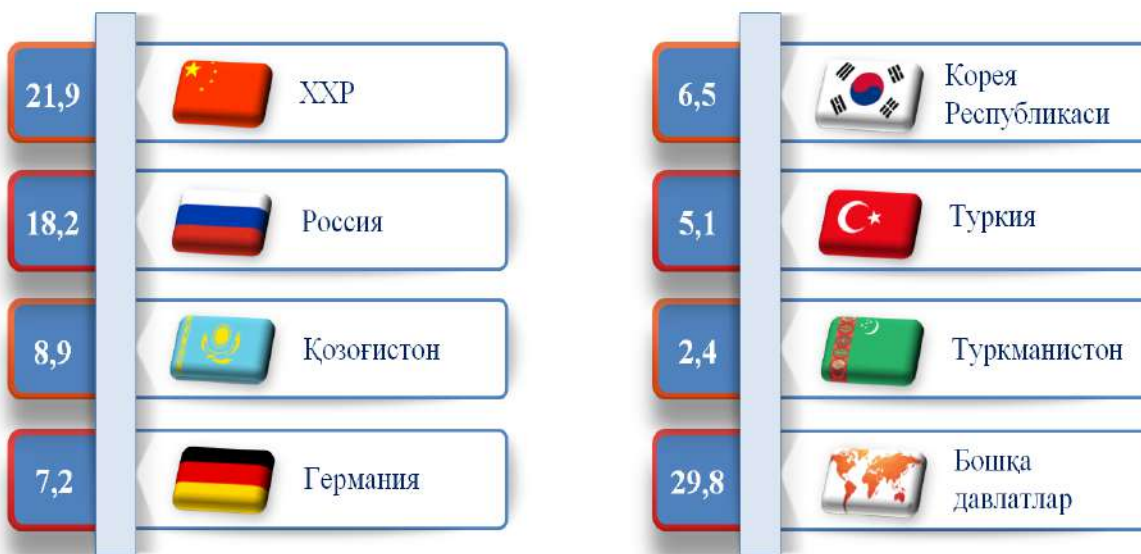 21,9
ХХР
18,2
Россия
8,9
Қозоғистон
7,2
Германия
6,5
Корея
Республикаси
5,1
Туркия
2,4
Туркманистон
29,8
Бошқа
давлатлар